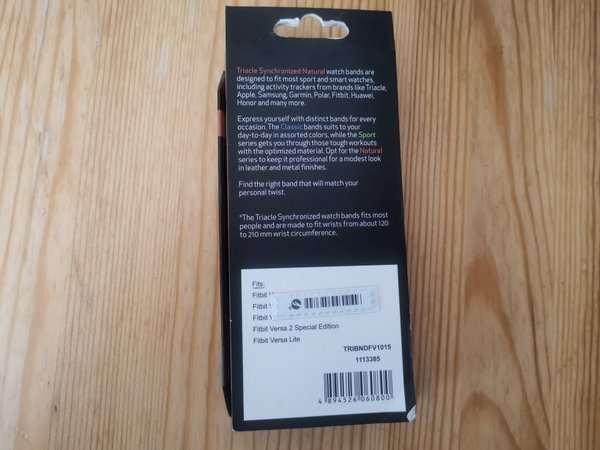 Triacle Synchronized Natural watch bands are
designed to fit most sport and smart watches,
including activity trackers from brands like Triacle,
Apple, Samsung, Garmin, Polar, Fitbit, Huawei,
Honor and many more.
Express yourself with distinct bands for every
occasion. The Classic bands suits to your
day-to-day in assorted colors, while the Sport
series gets you through those tough workouts
with the optimized material. Opt for the Natural
series to keep it professional for a modest look
in leather and metal finishes.
Find the right band that will match your
personal twist.
*The Triacle Synchronized watch bands fits most
people and are made to fit wrists from about 120
to 210 mm wrist circumference.
Fits:
Fitbit
Fitbit
Fitbit
Fitbit Versa 2 Special Edition
Fitbit Versa Lite
TRIBNDFV1015
1113385
4 894526 060800